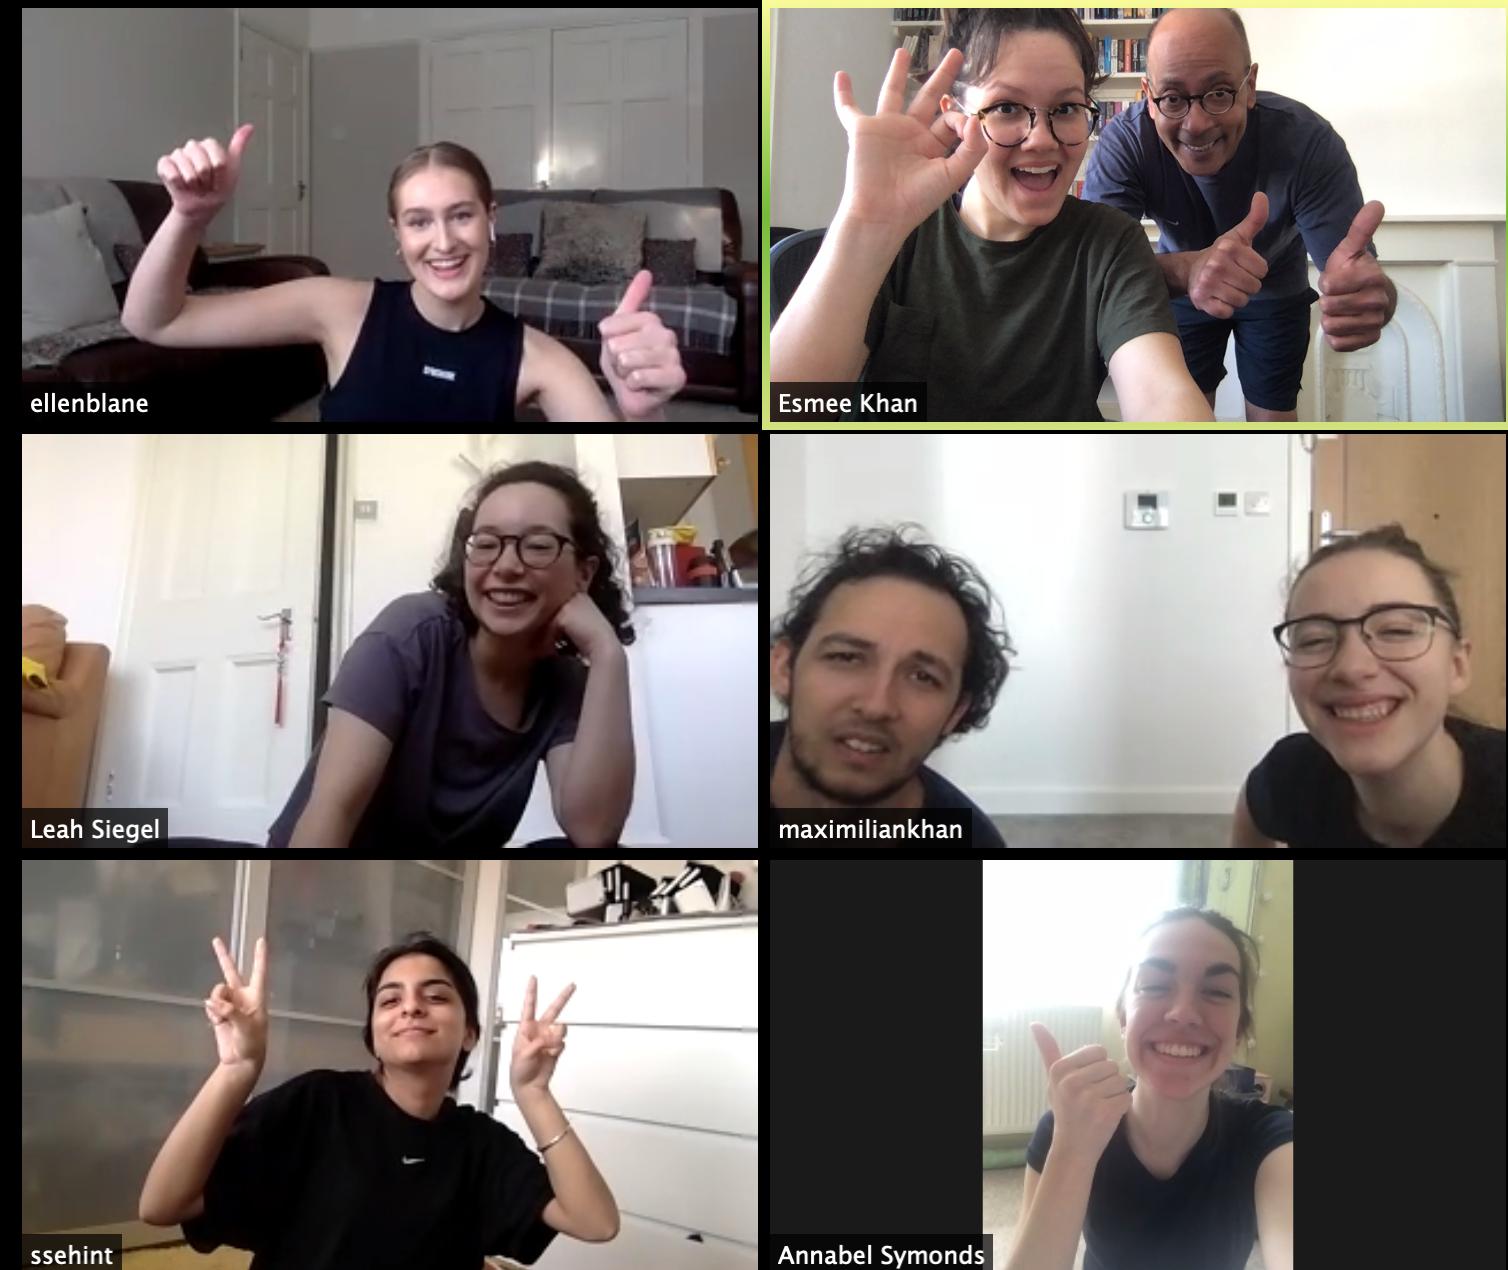 ellenblane
Esmee Khan
Leah Siegel
maximiliankhan
ssehint
Annabel Symonds